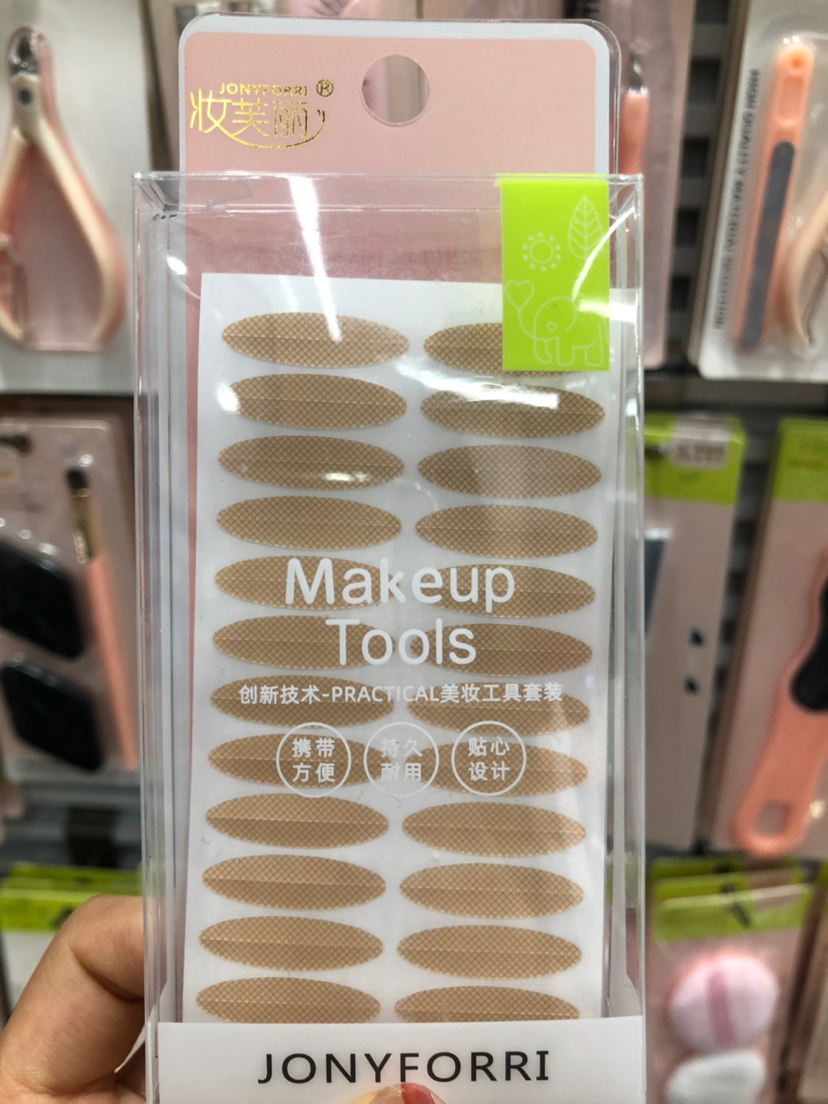 JONYFORRI®
妆芙丽
Makeup
Tools
创新技术-PRACTICAL美妆工具套装
携带
方便
持久
耐用
贴心
设计
JONYFORRI